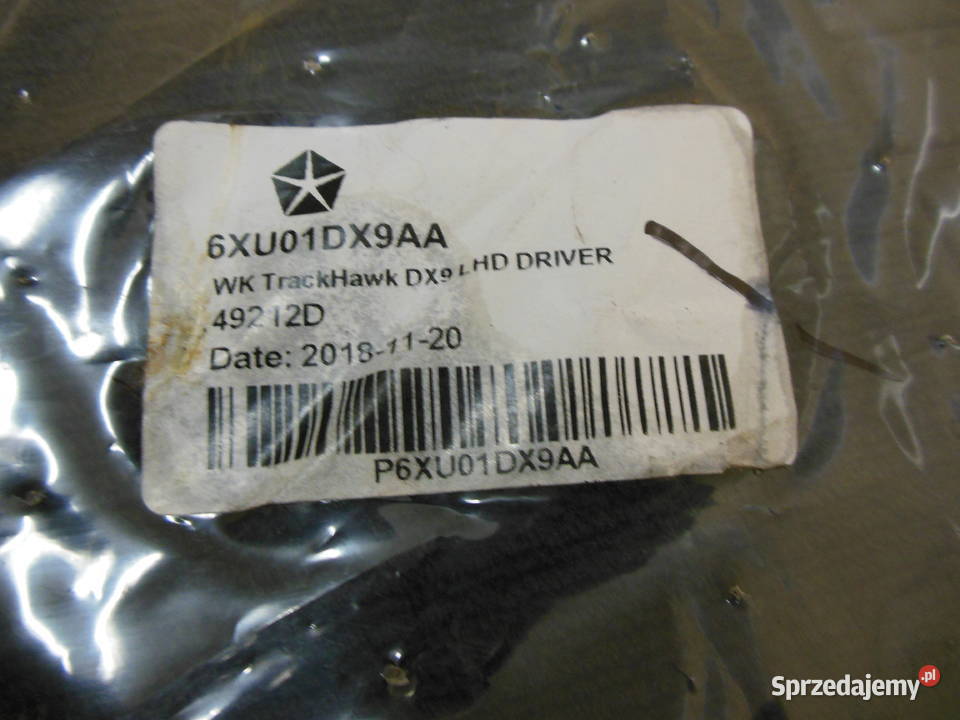 6XU01DX9AA
WK TrackHawk DX9 LHD DRIVER
49212D
Date: 2018-11-20
P6XU01DX9AA
Sprzedajemy.pl